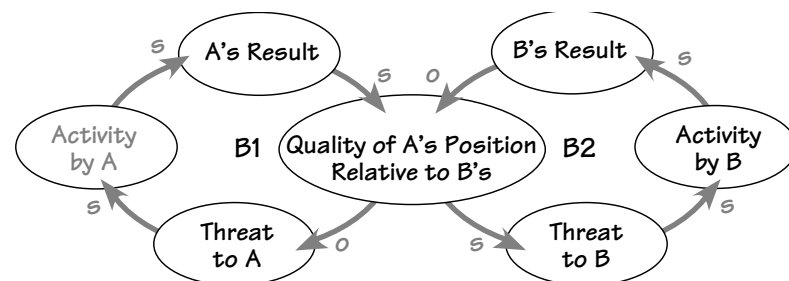 S
A's Result
B's Result
S
S
O
Activity
by A
B1
Quality of A's Position
Relative to B's
B2
Activity
by B
S
Threat
to A
O
S
Threat
to B
S